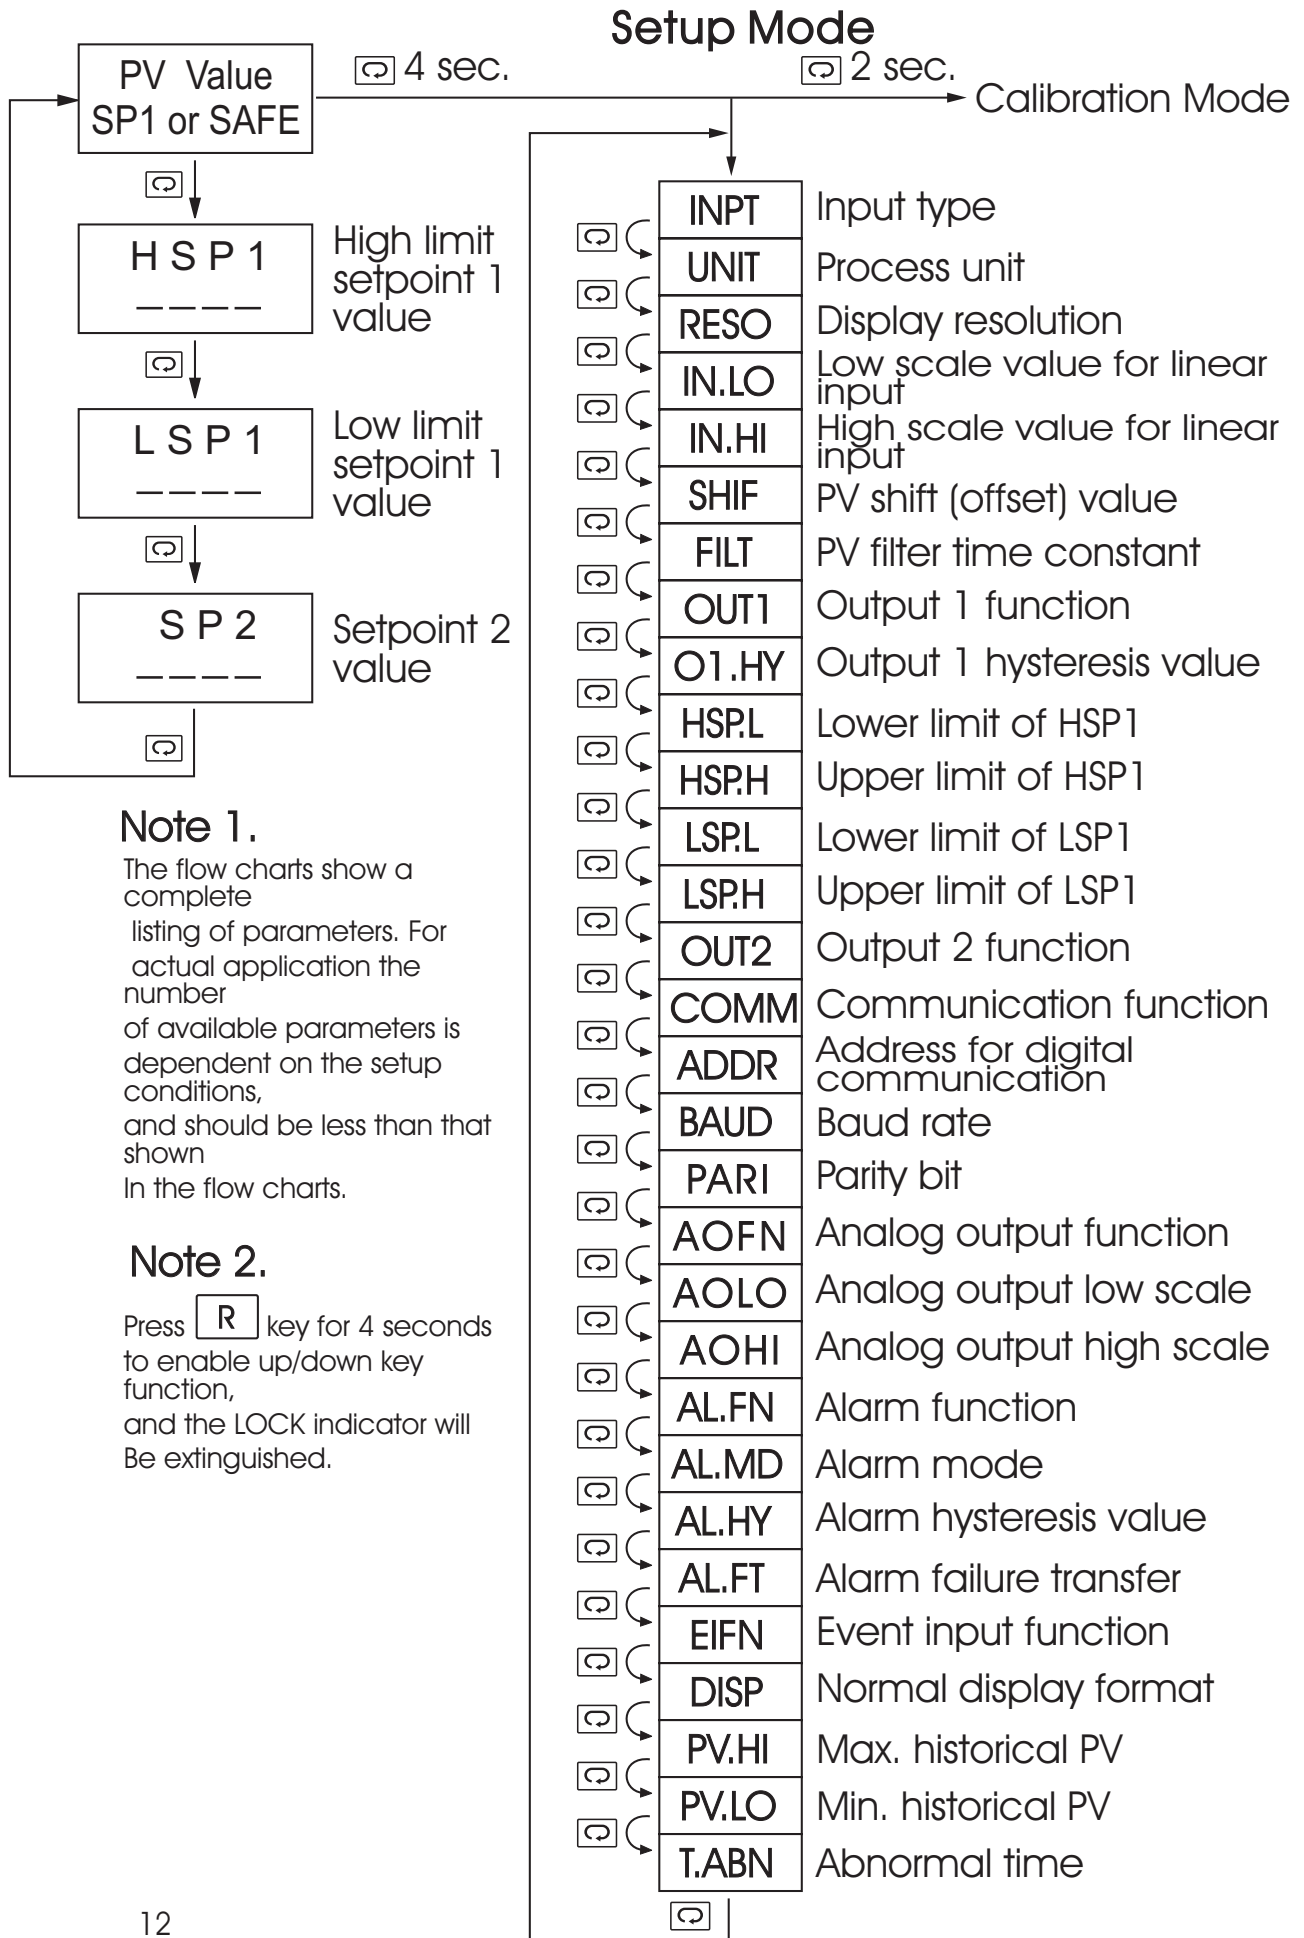 Setup Mode
PV Value
SP1 or SAFE
4 sec.
2 sec.
Calibration Mode
H S P 1
_ _ _ _
High limit
setpoint 1
value
L S P 1
_ _ _ _
Low limit
setpoint 1
value
S P 2
_ _ _ _
Setpoint 2
value
Note 1.
The flow charts show a
complete
listing of parameters. For
actual application the
number
of available parameters is
dependent on the setup
conditions,
and should be less than that
shown
In the flow charts.
Note 2.
Press R key for 4 seconds
to enable up/down key
function,
and the LOCK indicator will
Be extinguished.
INPT Input type
UNIT Process unit
RESO Display resolution
IN.LO Low scale value for linear
input
IN.HI High scale value for linear
input
SHIF PV shift (offset) value
FILT PV filter time constant
OUT1 Output 1 function
O1.HY Output 1 hysteresis value
HSP.L Lower limit of HSP1
HSP.H Upper limit of HSP1
LSP.L Lower limit of LSP1
LSP.H Upper limit of LSP1
OUT2 Output 2 function
COMM Communication function
ADDR Address for digital
communication
BAUD Baud rate
PARI Parity bit
AOFN Analog output function
AOLO Analog output low scale
AOHI Analog output high scale
AL.FN Alarm function
AL.MD Alarm mode
AL.HY Alarm hysteresis value
AL.FT Alarm failure transfer
EIFN Event input function
DISP Normal display format
PV.HI Max. historical PV
PV.LO Min. historical PV
T.ABN Abnormal time
12